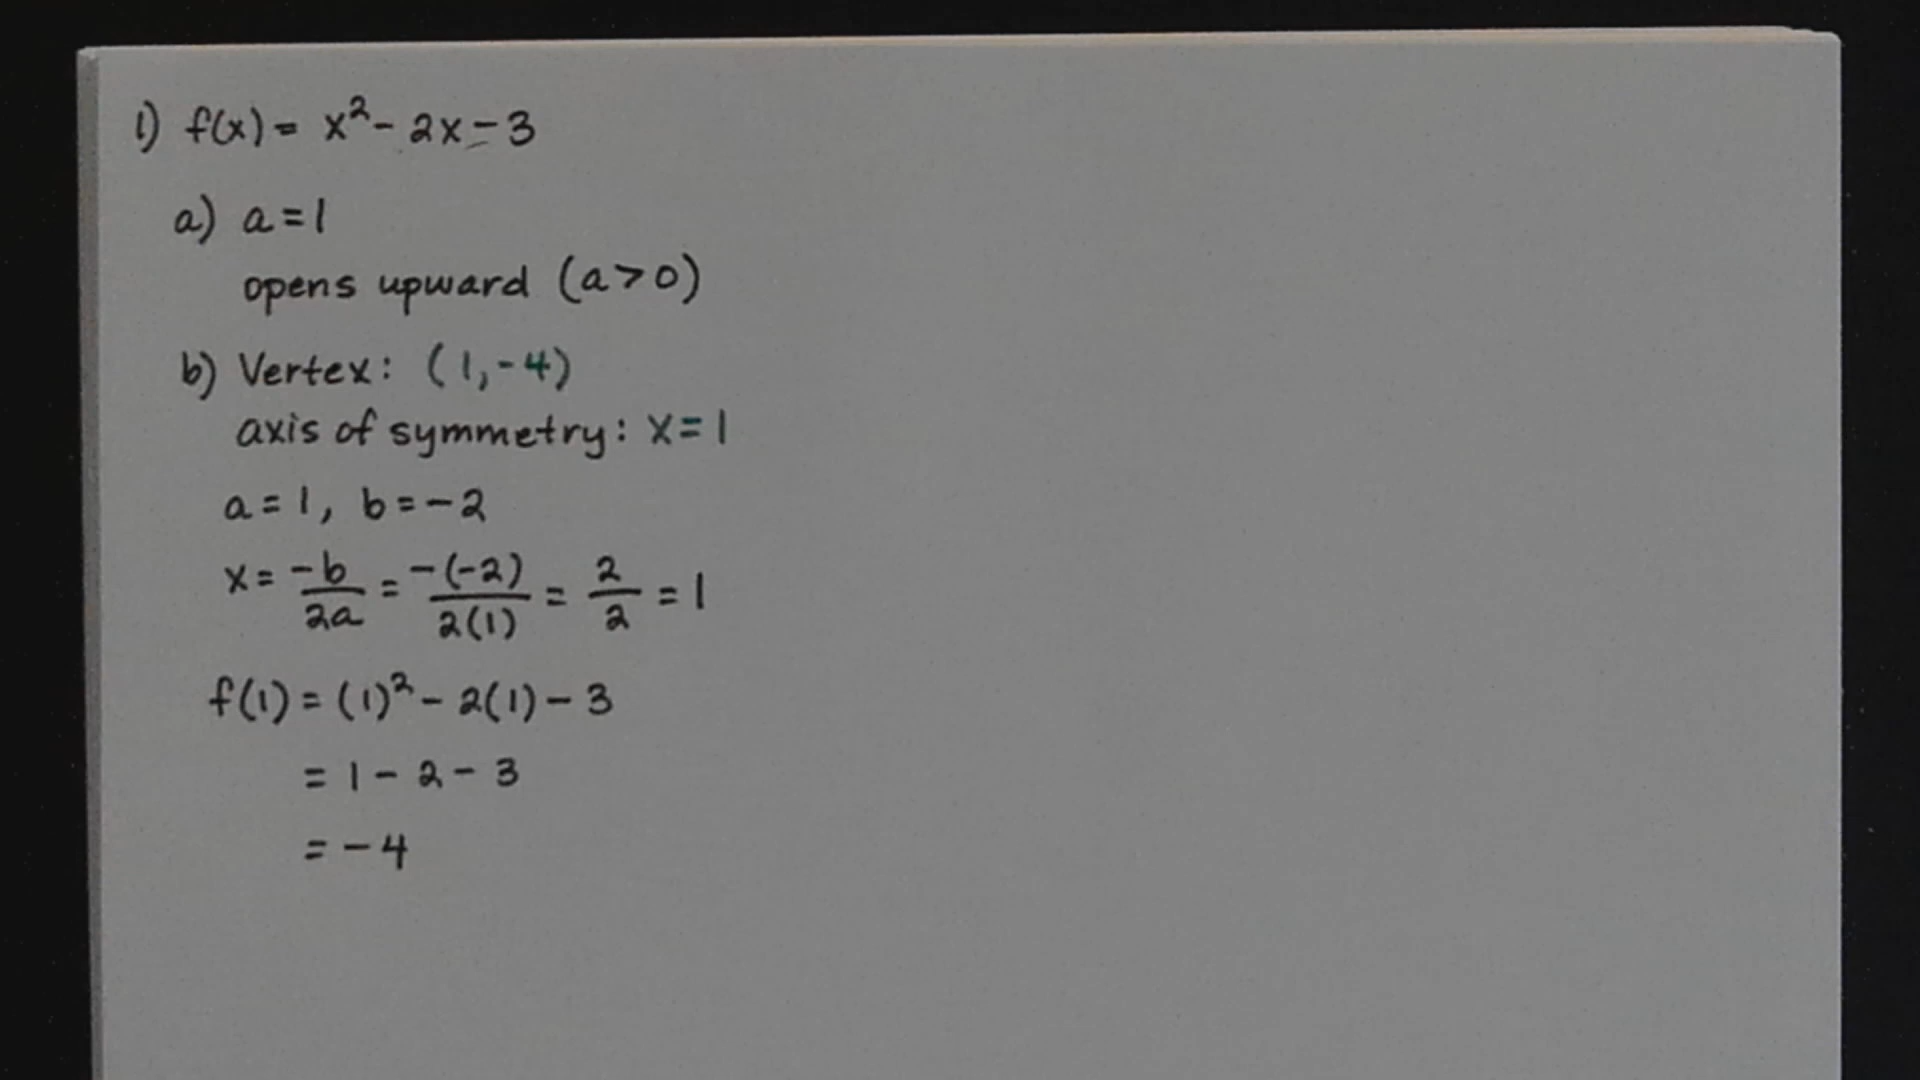 1) f(x) = x² - 2x - 3
a) a = 1
opens upward (a > 0)
b) Vertex: (1, -4)
axis of symmetry: x = 1
a = 1, b = -2
x = -b/2a = -(-2)/2(1) = 2/2 = 1
f(1) = (1)² - 2(1) - 3
= 1 - 2 - 3
= -4